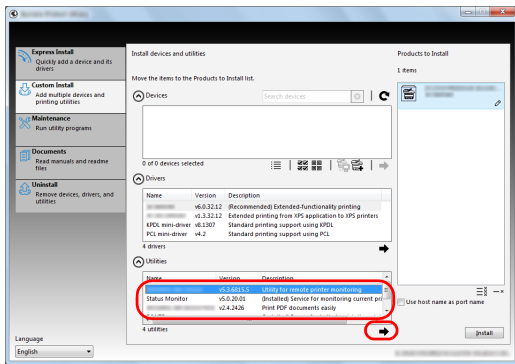 Express Install
Quickly add a device and its
drivers
Custom Install
Add multiple devices and
printing utilities
Maintenance
Run utility programs
Documents
Read manuals and readme
files
Uninstall
Remove devices, drivers, and
utilities
Language
English
Install devices and utilities
Move the items to the Products to Install list.
Devices
Search devices
0 of 0 devices selected
Drivers
Name Version Description
v6.0.32.12 (Recommended) Extended-functionality printing
v1.3.32.12 Extended printing from XPS application to XPS printers
KPDL mini-driver v8.1307 Standard printing support using KPDL
PCL mini-driver v4.2 Standard printing support using PCL
4 drivers
Utilities
Name Version Description
v5.3.6815.5 Utility for remote printer monitoring
Status Monitor v5.0.20.01 (Installed) Service for monitoring current pri
v2.4.2426 Print PDF documents easily
4 utilities
Products to Install
1 items
Use host name as port name
Install